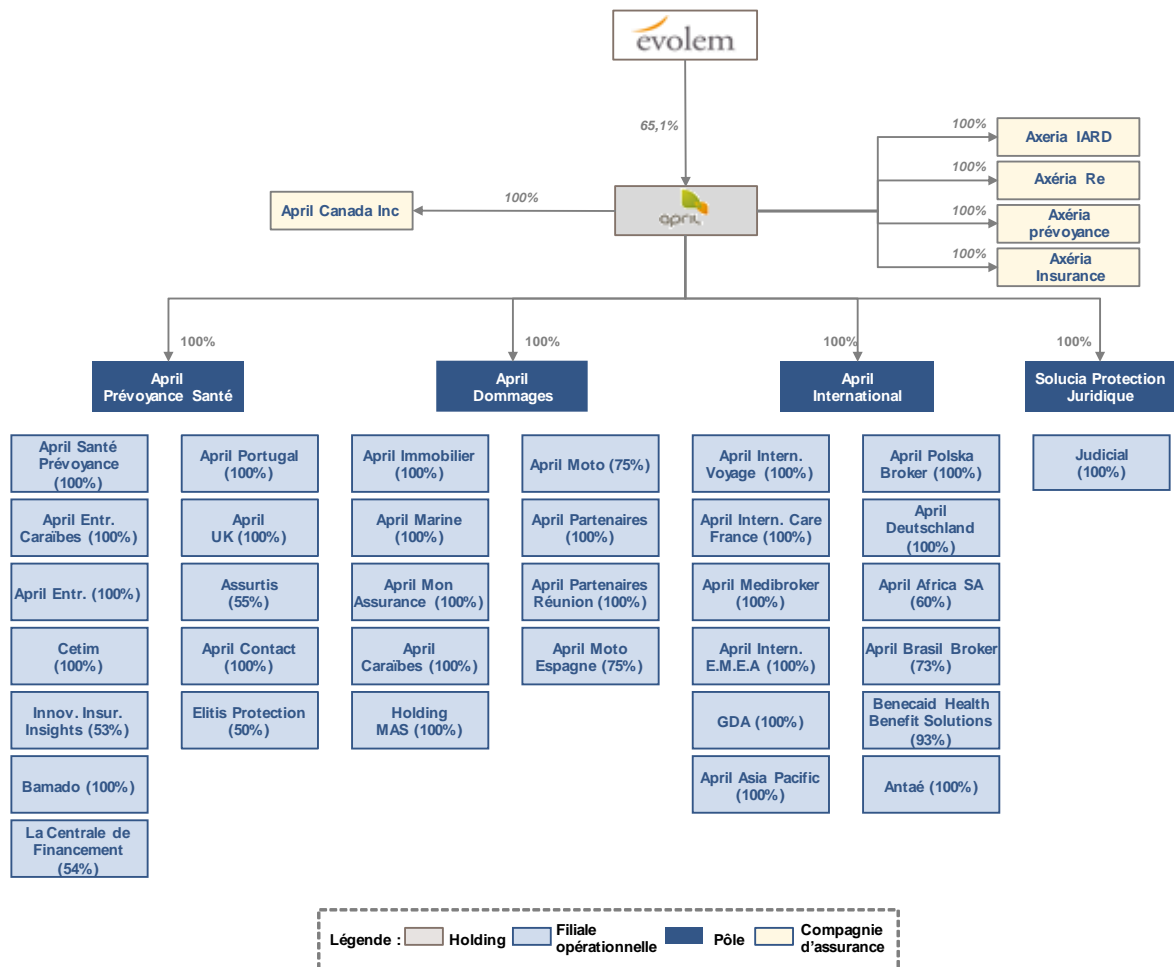 evolem
65,1%
100%
Axeria IARD
100%
Axéria Re
April Canada Inc
100%
april
100%
Axéria
prévoyance
100%
Axéria
Insurance
100%
100%
100%
100%
April
Prévoyance Santé
April
Dommages
April
International
Solucia Protection
Juridique
April Santé
Prévoyance
(100%)
April Portugal
(100%)
April Immobilier
(100%)
April Moto (75%)
April Intern.
Voyage (100%)
April Polska
Broker (100%)
Judicial
(100%)
April Entr.
Caraïbes (100%)
April
UK (100%)
April Marine
(100%)
April Partenaires
(100%)
April Intern. Care
France (100%)
April
Deutschland
(100%)
April Entr. (100%)
Assurtis
(55%)
April Mon
Assurance (100%)
April Partenaires
Réunion (100%)
April Medibroker
(100%)
April Africa SA
(60%)
Cetim
(100%)
April Contact
(100%)
April
Caraïbes (100%)
April Moto
Espagne (75%)
April Intern.
E.M.E.A (100%)
April Brasil Broker
(73%)
Innov. Insur.
Insights (53%)
Elitis Protection
(50%)
Holding
MAS (100%)
GDA (100%)
Benecaid Health
Benefit Solutions
(93%)
Bamado (100%)
April Asia Pacific
(100%)
Antaé (100%)
La Centrale de
Financement
(54%)
Légende :
Holding
Filiale
opérationnelle
Pôle
Compagnie
d'assurance